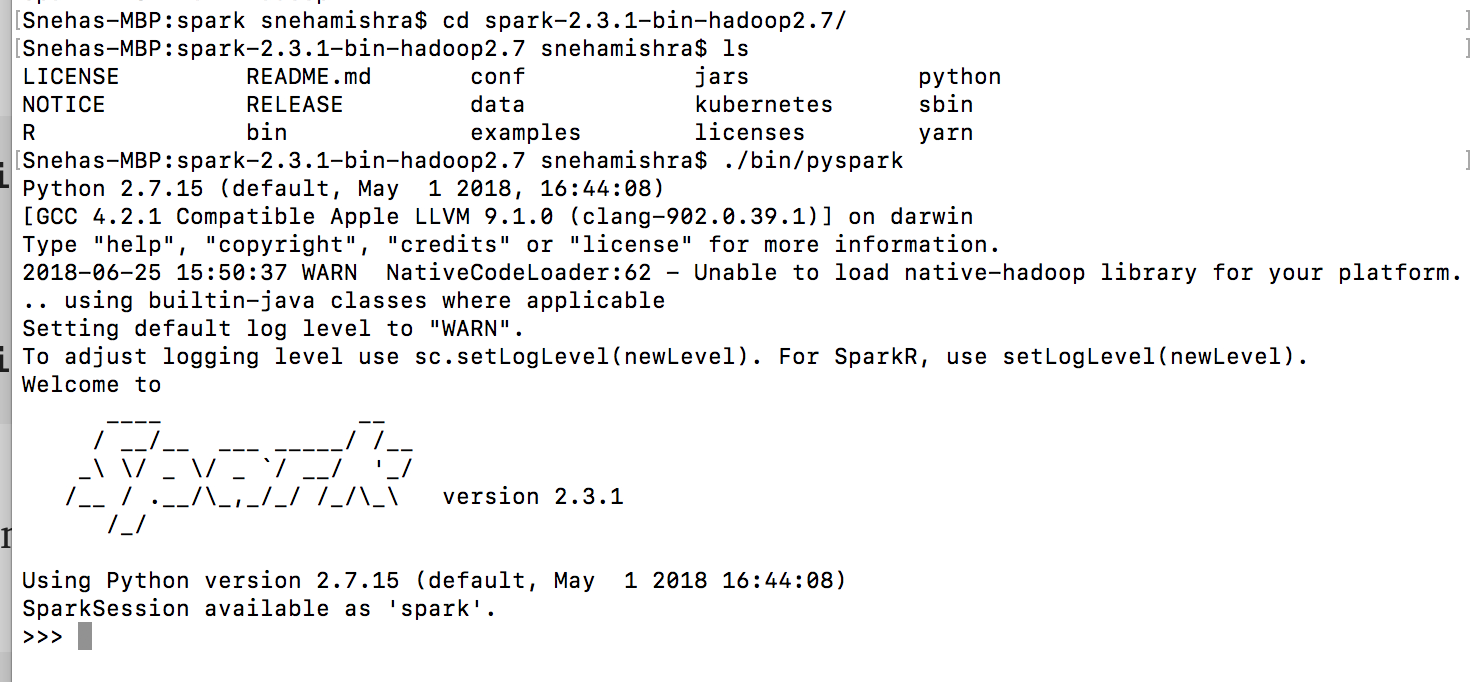 [Snehas-MBP:spark snehamishra$ cd spark-2.3.1-bin-hadoop2.7/ ]
[Snehas-MBP:spark-2.3.1-bin-hadoop2.7 snehamishra$ ls ]
LICENSE         README.md       conf            jars            python
NOTICE          RELEASE         data            kubernetes      sbin
R               bin             examples        licenses        yarn
[Snehas-MBP:spark-2.3.1-bin-hadoop2.7 snehamishra$ ./bin/pyspark ]
Python 2.7.15 (default, May  1 2018, 16:44:08)
[GCC 4.2.1 Compatible Apple LLVM 9.1.0 (clang-902.0.39.1)] on darwin
Type "help", "copyright", "credits" or "license" for more information.
2018-06-25 15:50:37 WARN  NativeCodeLoader:62 - Unable to load native-hadoop library for your platform.
.. using builtin-java classes where applicable
Setting default log level to "WARN".
To adjust logging level use sc.setLogLevel(newLevel). For SparkR, use setLogLevel(newLevel).
Welcome to
      ____              __
     / __/__  ___ _____/ /__
    _\ \/ _ \/ _ `/ __/  '_/
   /__ / .__/\_,_/_/ /_/\_\   version 2.3.1
      /_/
Using Python version 2.7.15 (default, May  1 2018 16:44:08)
SparkSession available as 'spark'.
>>>